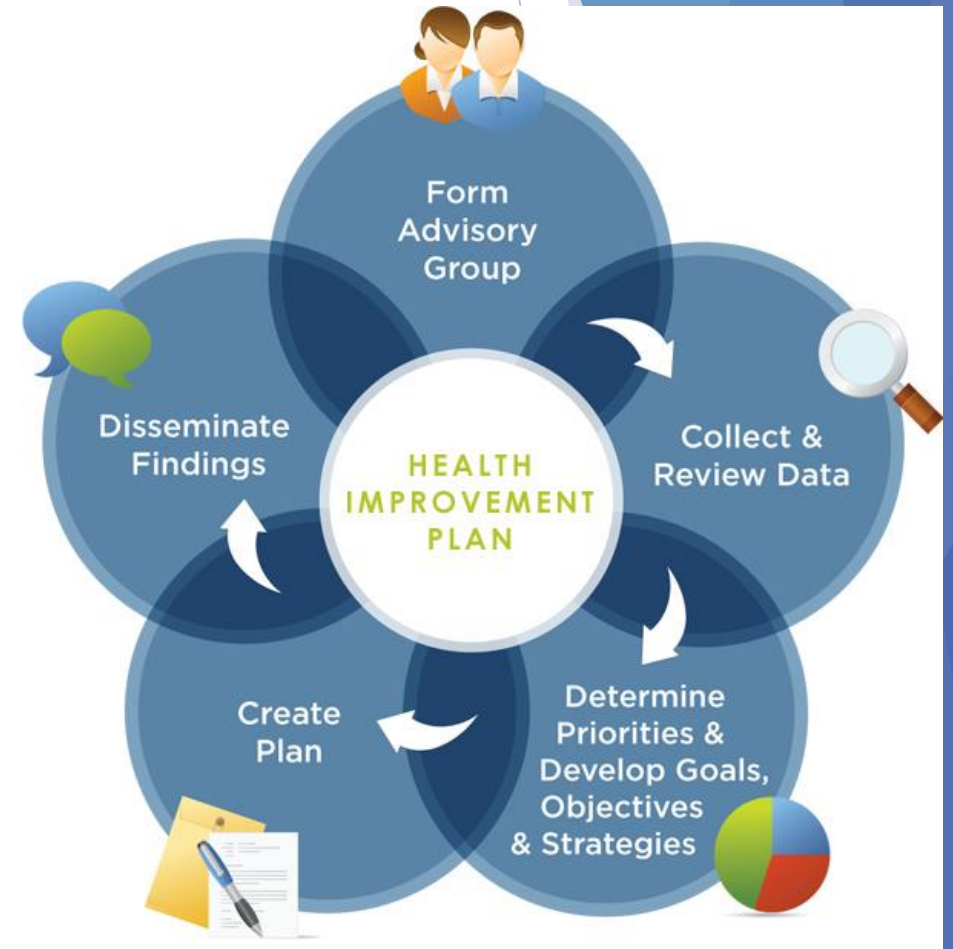 Form
Advisory
Group
Collect &
Review Data
Determine
Priorities &
Develop Goals,
Objectives
& Strategies
Create
Plan
Disseminate
Findings
HEALTH
IMPROVEMENT
PLAN